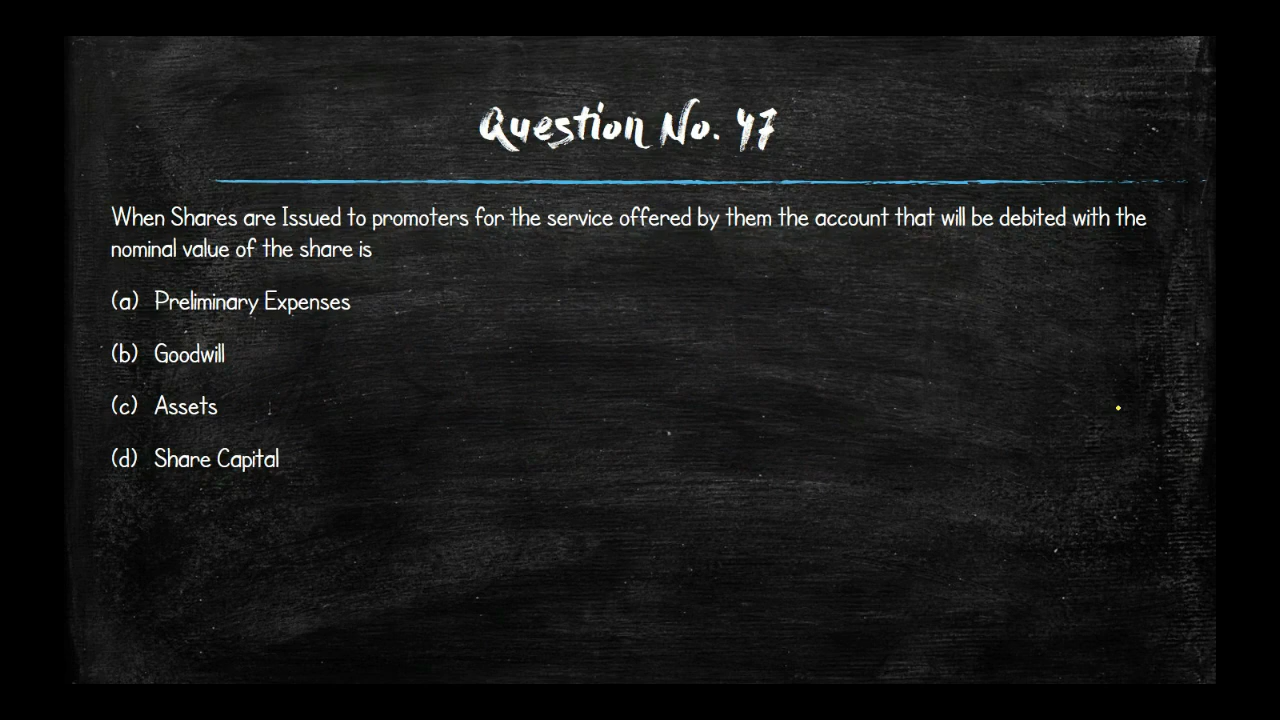 Question No. 47
When Shares are Issued to promoters for the service offered by them the account that will be debited with the
nominal value of the share is
(a) Preliminary Expenses
(b) Goodwill
(c) Assets
(d) Share Capital